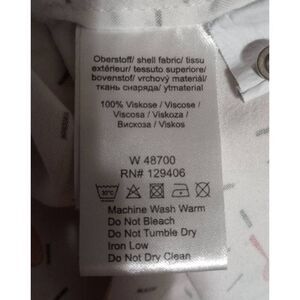 Oberstoff/ shell fabric/ tissu
extérieur/ tessuto superiore/
bovenstof/ vrchový materiál/
ткань снаряда/ ytmaterial
100% Viskose / Viscose /
Viscosa / Viskoza /
Вискоза / Viskos
W 48700
RN# 129406
30°C
Machine Wash Warm
Do Not Bleach
Do Not Tumble Dry
Iron Low
Do Not Dry Clean